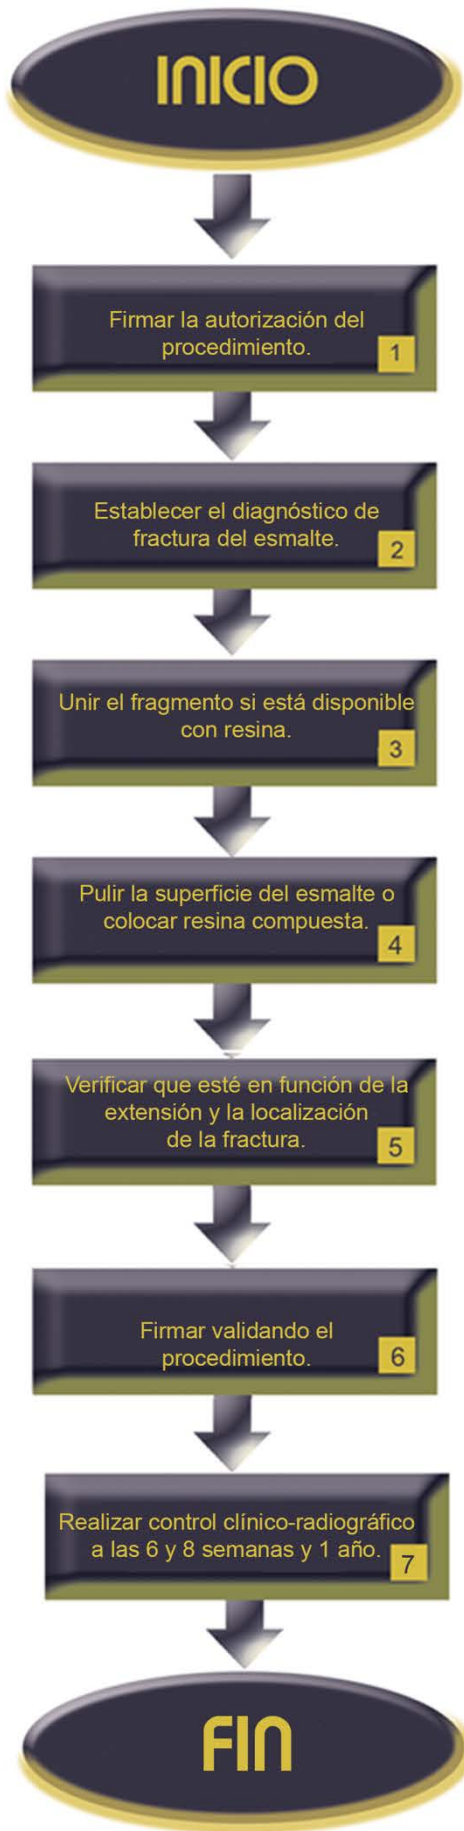 INICIO
Firmar la autorización del
procedimiento.
1
Establecer el diagnóstico de
fractura del esmalte.
2
Unir el fragmento si está disponible
con resina.
3
Pulir la superficie del esmalte o
colocar resina compuesta.
4
Verificar que esté en función de la
extensión y la localización
de la fractura.
5
Firmar validando el
procedimiento.
6
Realizar control clínico-radiográfico
a las 6 y 8 semanas y 1 año.
7
FIN